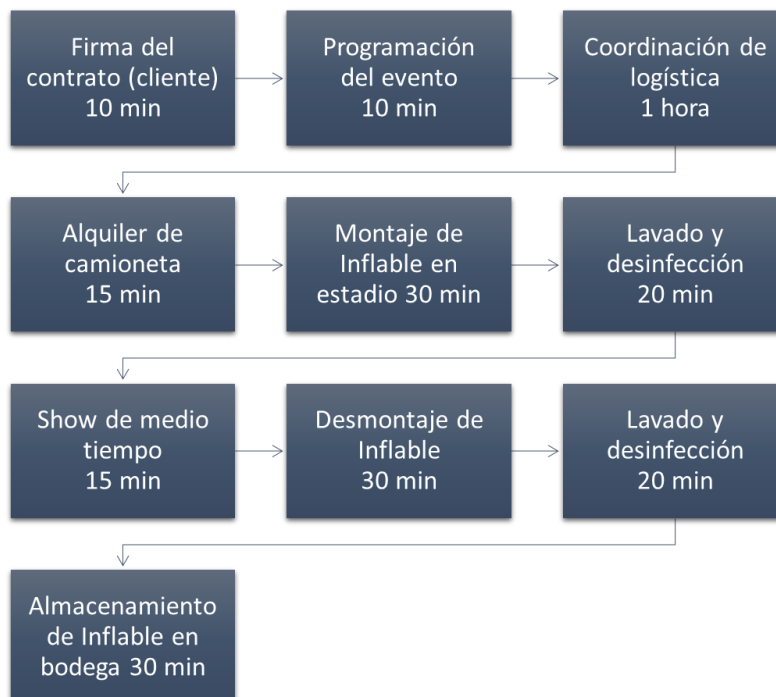 Firma del
contrato (cliente)
10 min
Programación
del evento
10 min
Coordinación de
logística
1 hora
Alquiler de
camioneta
15 min
Montaje de
Inflable en
estadio 30 min
Lavado y
desinfección
20 min
Show de medio
tiempo
15 min
Desmontaje de
Inflable
30 min
Lavado y
desinfección
20 min
Almacenamiento
de Inflable en
bodega 30 min